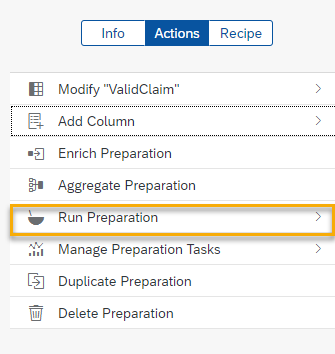 Info Actions Recipe
Modify "ValidClaim"
Add Column
Enrich Preparation
Aggregate Preparation
Run Preparation
Manage Preparation Tasks
Duplicate Preparation
Delete Preparation